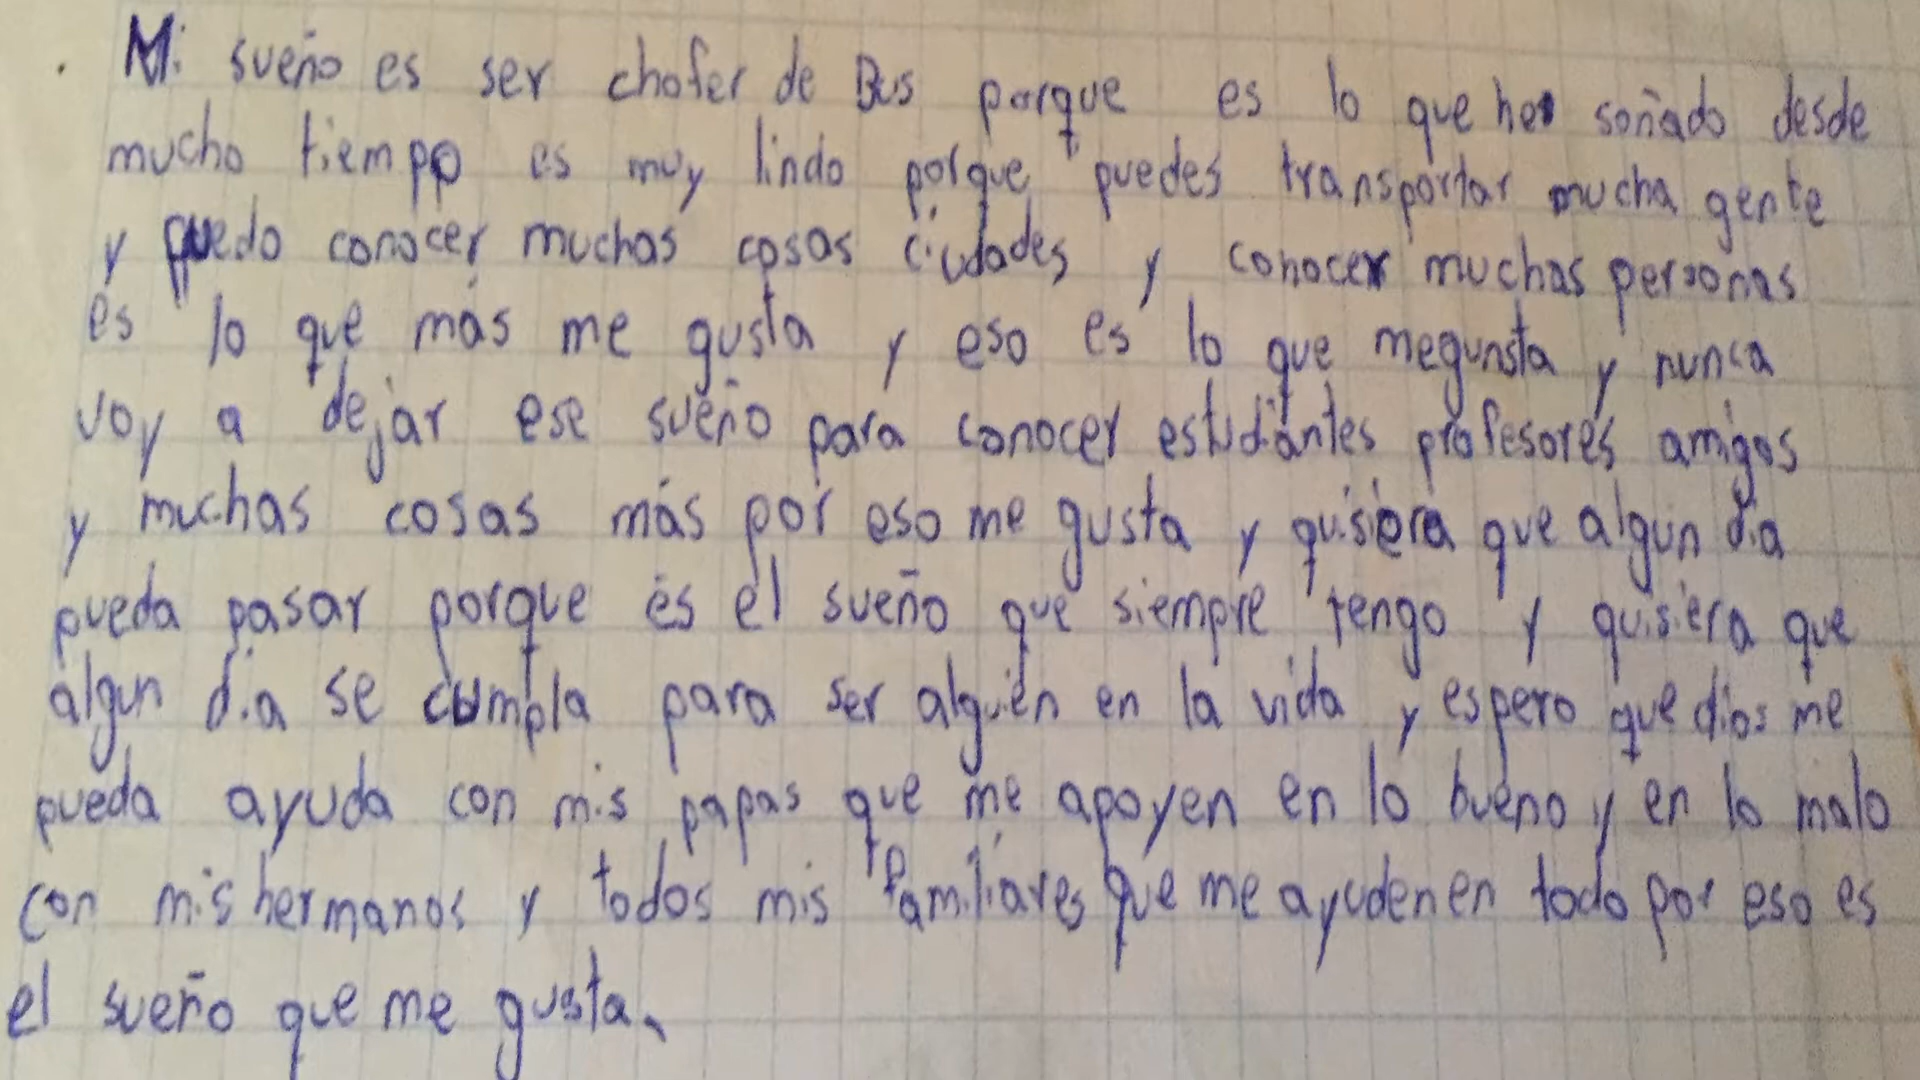 Mi sueño es ser chofer de Bus porque es lo que he soñado desde
mucho tiempo es muy lindo porque puedes transportar mucha gente
y puedo conocer muchas cosas ciudades y conocer muchas personas
es lo que más me gusta y eso es lo que megunsta y nunca
voy a dejar ese sueño para conocer estudiantes profesores amigos
y muchas cosas más por eso me gusta y quisiera que algun dia
pueda pasar porque es el sueño que siempre tengo y quisiera que
algun dia se cumpla para ser alguien en la vida y espero que dios me
pueda ayuda con mis papas que me apoyen en lo bueno y en lo malo
con mis hermanos y todos mis familiares que me ayuden en todo por eso es
el sueño que me gusta.